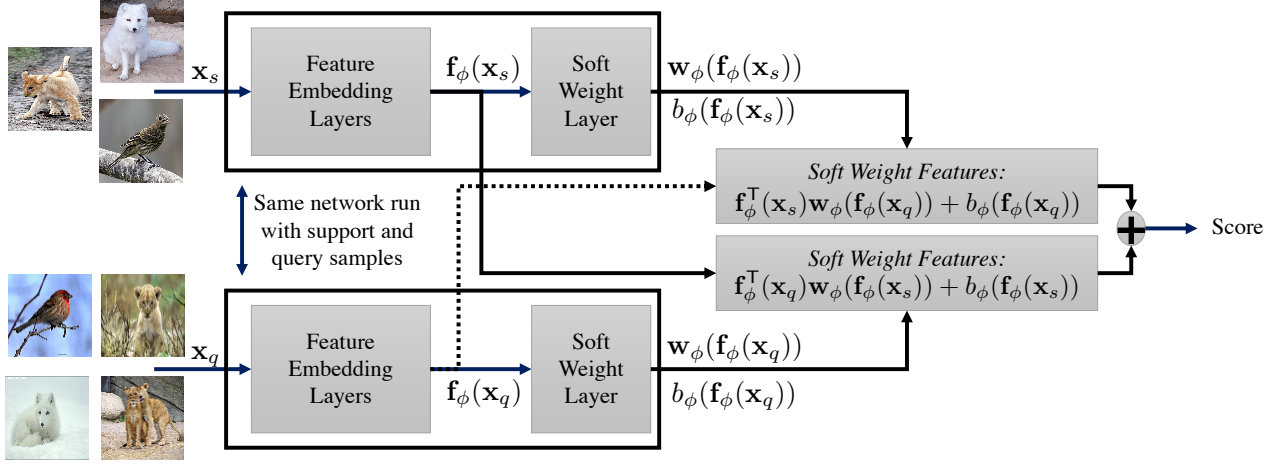 𝐱ₛ
Feature
Embedding
Layers
𝐟_ϕ(𝐱_s)
Soft
Weight
Layer
𝐰_ϕ(𝐟_ϕ(𝐱_s))
b_ϕ(𝐟_ϕ(𝐱_s))
Soft Weight Features:
𝐟_ϕ^T(𝐱_s)𝐰_ϕ(𝐟_ϕ(𝐱_q)) + b_ϕ(𝐟_ϕ(𝐱_q))
Same network run
with support and
query samples
+
Score
Soft Weight Features:
𝐟_ϕ^T(𝐱_q)𝐰_ϕ(𝐟_ϕ(𝐱_s)) + b_ϕ(𝐟_ϕ(𝐱_s))
𝐱_q
Feature
Embedding
Layers
𝐟_ϕ(𝐱_q)
Soft
Weight
Layer
𝐰_ϕ(𝐟_ϕ(𝐱_q))
b_ϕ(𝐟_ϕ(𝐱_q))